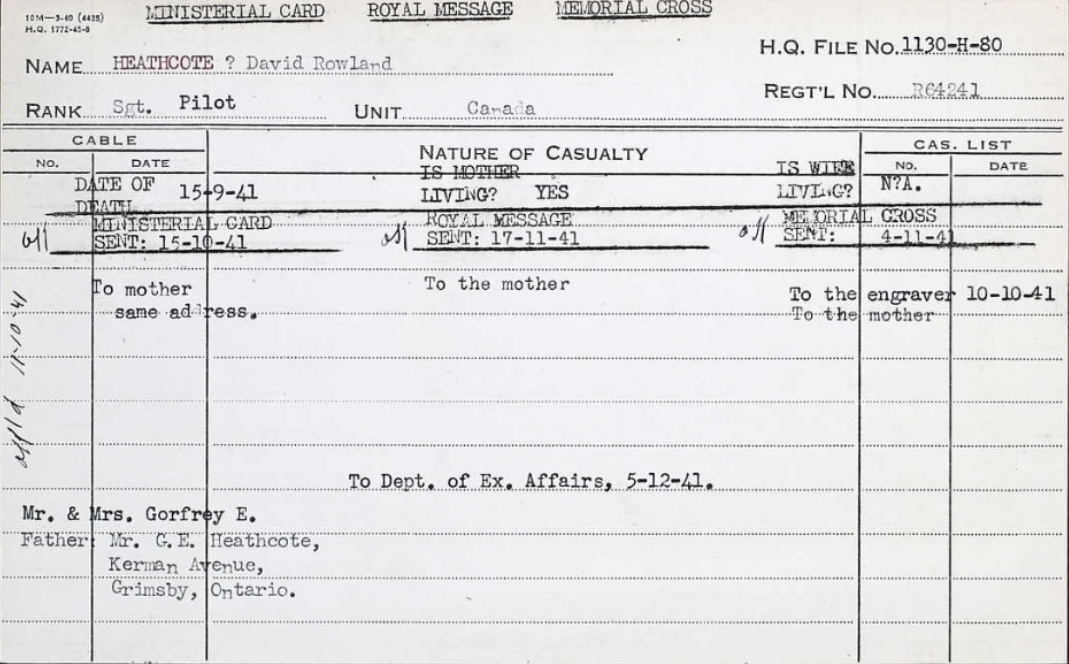 MINISTERIAL CARD ROYAL MESSAGE MEMORIAL CROSS
10M—3-40 (4425)
H.Q. 1772-45-8
H.Q. FILE NO. 1130-H-80
NAME HEATHCOTE ? David Rowland
REGT'L NO. R64241
RANK Sgt. Pilot UNIT Canada
CABLE NATURE OF CASUALTY CAS. LIST
NO. DATE NO. DATE
IS MOTHER IS WIFE
DATE OF 15-9-41 LIVING? YES LIVING? N?A.
DEATH
MINISTERIAL CARD ROYAL MESSAGE MEMORIAL CROSS
SENT: 15-10-41 SENT: 17-11-41 SENT: 4-11-41
To mother To the mother To the engraver 10-10-41
same address. To the mother
11-10-41
To Dept. of Ex. Affairs, 5-12-41.
Mr. & Mrs. Gorfrey E.
Father: Mr. G.E. Heathcote,
Kerman Avenue,
Grimsby, Ontario.